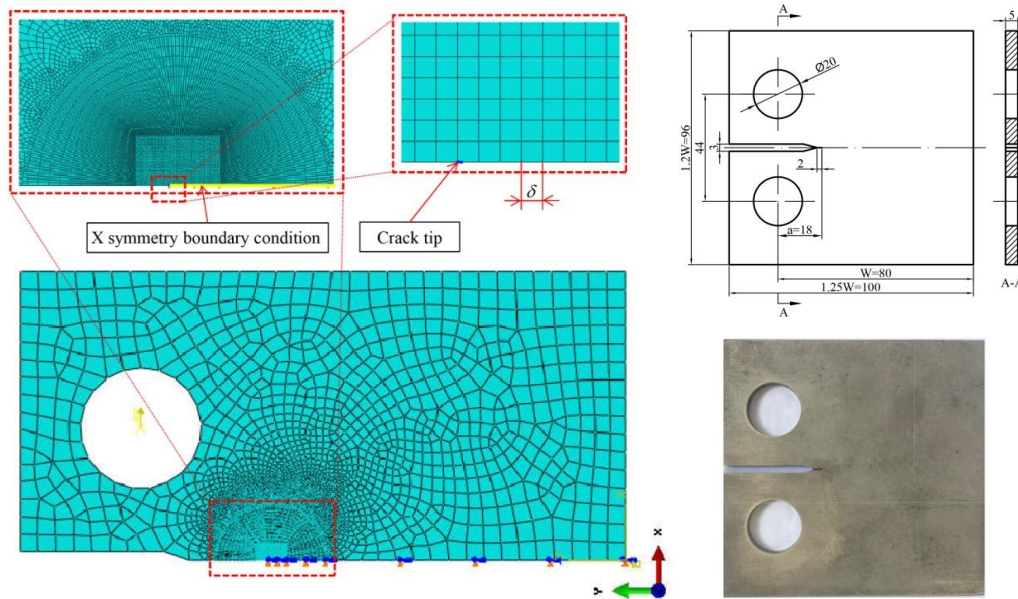 X symmetry boundary condition
Crack tip
δ
X
Y
A
A
5
Ø20
1.2W=96
44
3
2
a=18
W=80
1.25W=100
A-A